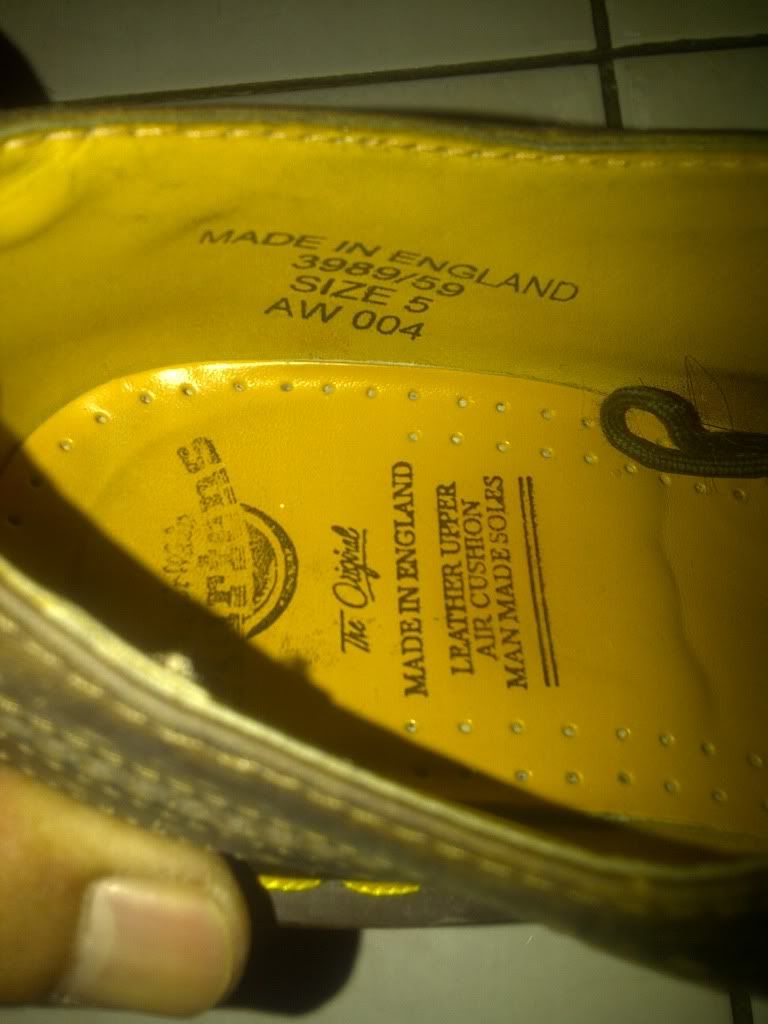 MADE IN ENGLAND
3989/59
SIZE 5
AW 004
The Original
MADE IN ENGLAND
LEATHER UPPER
AIR CUSHION
MAN MADE SOLES